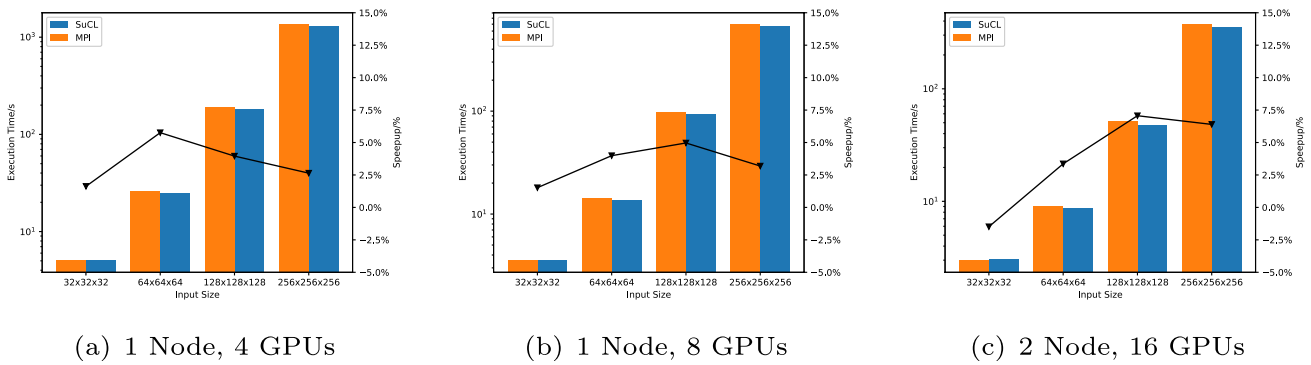 SuCL
MPI
Execution Time/s
10³
10²
10¹
15.0%
12.5%
10.0%
7.5%
5.0%
2.5%
0.0%
−2.5%
−5.0%
Speepup/%
32x32x32 64x64x64 128x128x128 256x256x256
Input Size
(a) 1 Node, 4 GPUs
SuCL
MPI
Execution Time/s
10²
10¹
15.0%
12.5%
10.0%
7.5%
5.0%
2.5%
0.0%
−2.5%
−5.0%
Speepup/%
32x32x32 64x64x64 128x128x128 256x256x256
Input Size
(b) 1 Node, 8 GPUs
SuCL
MPI
Execution Time/s
10²
10¹
15.0%
12.5%
10.0%
7.5%
5.0%
2.5%
0.0%
−2.5%
−5.0%
Speepup/%
32x32x32 64x64x64 128x128x128 256x256x256
Input Size
(c) 2 Node, 16 GPUs